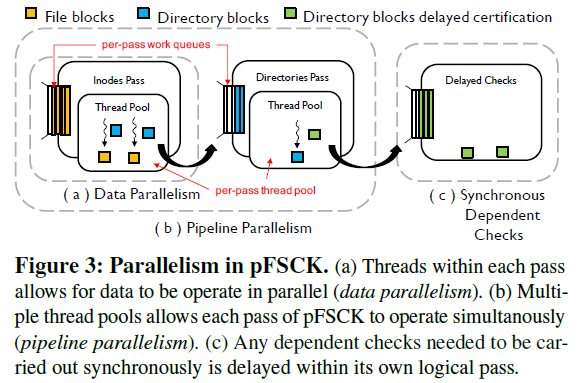 File blocks
Directory blocks
Directory blocks delayed certification
per-pass work queues
Inodes Pass
Thread Pool
Directories Pass
Thread Pool
Delayed Checks
per-pass thread pool
( a ) Data Parallelism
( b ) Pipeline Parallelism
( c ) Synchronous
Dependent
Checks
Figure 3: Parallelism in pFSCK. (a) Threads within each pass
allows for data to be operate in parallel (data parallelism). (b) Multi-
ple thread pools allows each pass of pFSCK to operate simultanously
(pipeline parallelism). (c) Any dependent checks needed to be car-
ried out synchronously is delayed within its own logical pass.